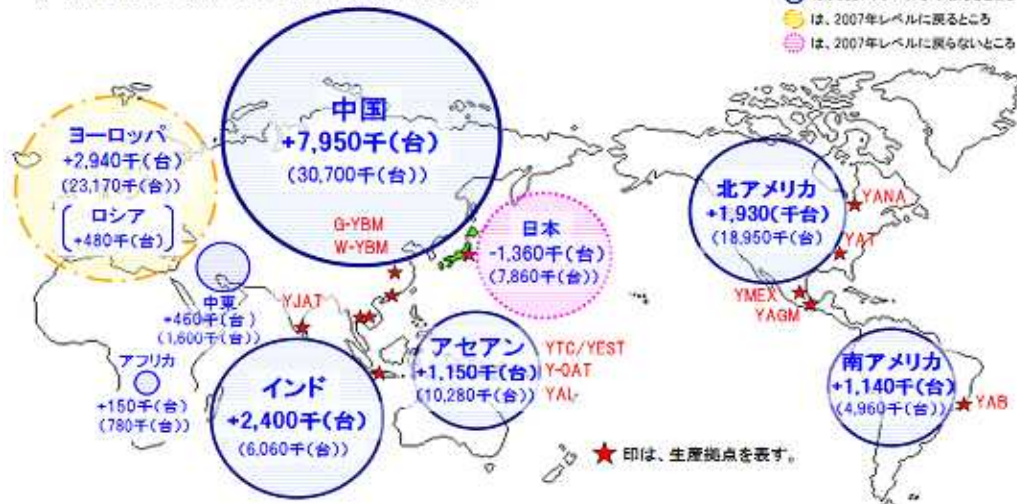 は、2007年レベルに戻るところ
は、2007年レベルに戻らないところ
ヨーロッパ
+2,940千(台)
(23,170千(台))
ロシア
+480千(台)
中国
+7,950千(台)
(30,700千(台))
G-YBM
W-YBM
日本
-1,360千(台)
(7,860千(台))
北アメリカ
+1,930(千台)
(18,950千(台)
YANA
YAT
YMEX
YAGM
中東
+460千(台)
(1,600千(台))
YJAT
アフリカ
+150千(台)
(780千(台))
インド
+2,400千(台)
(6,060千(台))
アセアン
+1,150千(台)
(10,280千(台))
YTC/YEST
Y-OAT
YAL-
南アメリカ
+1,140千(台)
(4,960千(台))
YAB
★ 印は、生産拠点を表す。